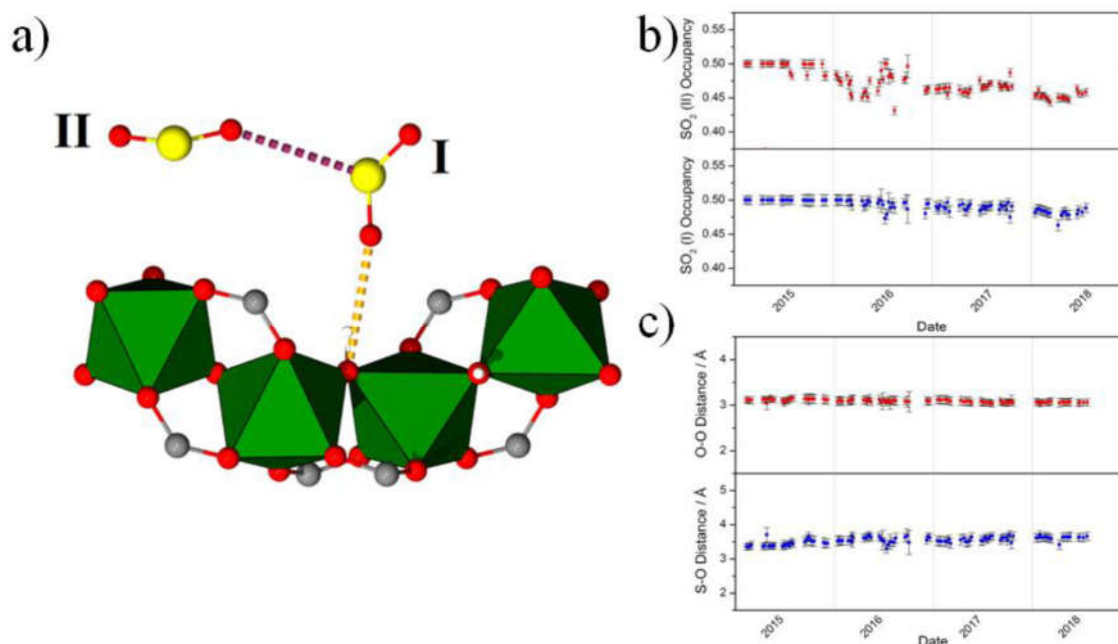 a)
II
I
b)
SO₂ (II) Occupancy
0.55
0.50
0.45
0.40
SO₂ (I) Occupancy
0.55
0.50
0.45
0.40
2015
2016
2017
2018
Date
c)
O-O Distance / Å
4
3
2
S-O Distance / Å
5
4
3
2
2015
2016
2017
2018
Date